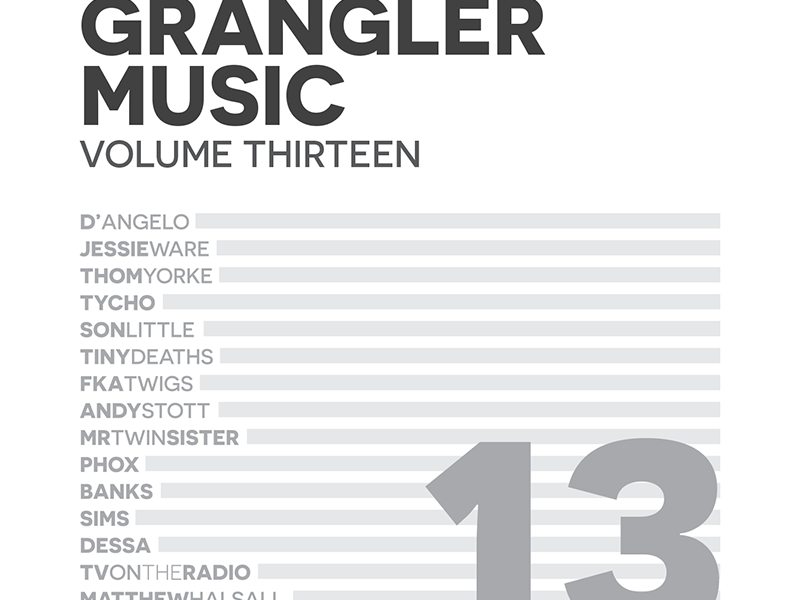 GRANGLER
MUSIC
VOLUME THIRTEEN
D'ANGELO
JESSIEWARE
THOMYORKE
TYCHO
SONLITTLE
TINYDEATHS
FKATWIGS
ANDYSTOTT
MRTWINSISTER
PHOX
BANKS
SIMS
DESSA
TVONTHERADIO
MATTHEWHALSALL
13